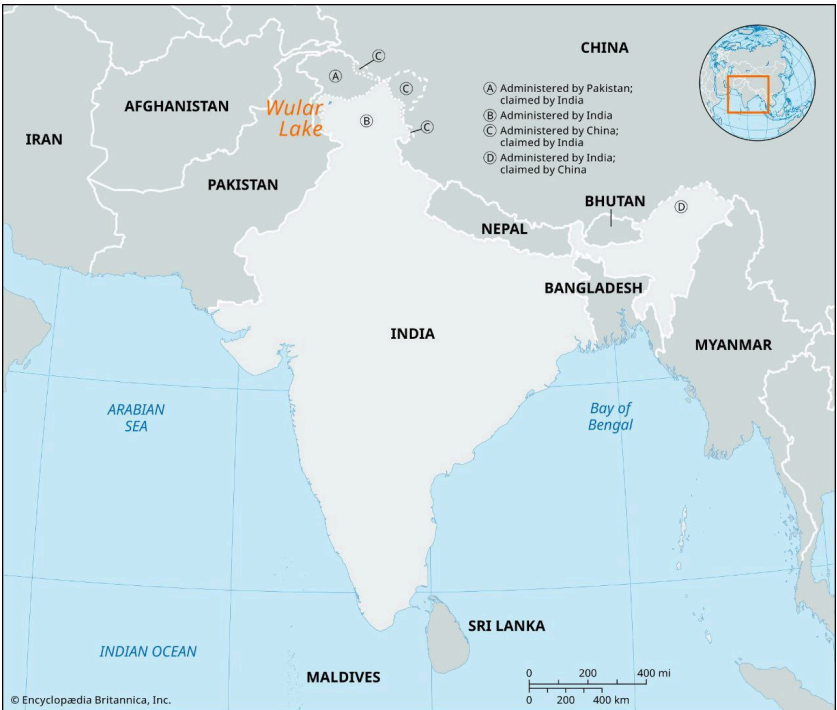 CHINA
Ⓒ
Ⓐ
Ⓒ
Ⓐ Administered by Pakistan;
claimed by India
Ⓑ Administered by India
Ⓒ Administered by China;
claimed by India
Ⓓ Administered by India;
claimed by China
AFGHANISTAN
Wular
Lake
Ⓑ
Ⓒ
IRAN
PAKISTAN
BHUTAN
Ⓓ
NEPAL
BANGLADESH
INDIA
MYANMAR
ARABIAN
SEA
Bay of
Bengal
SRI LANKA
INDIAN OCEAN
MALDIVES
0 200 400 mi
0 200 400 km
© Encyclopædia Britannica, Inc.